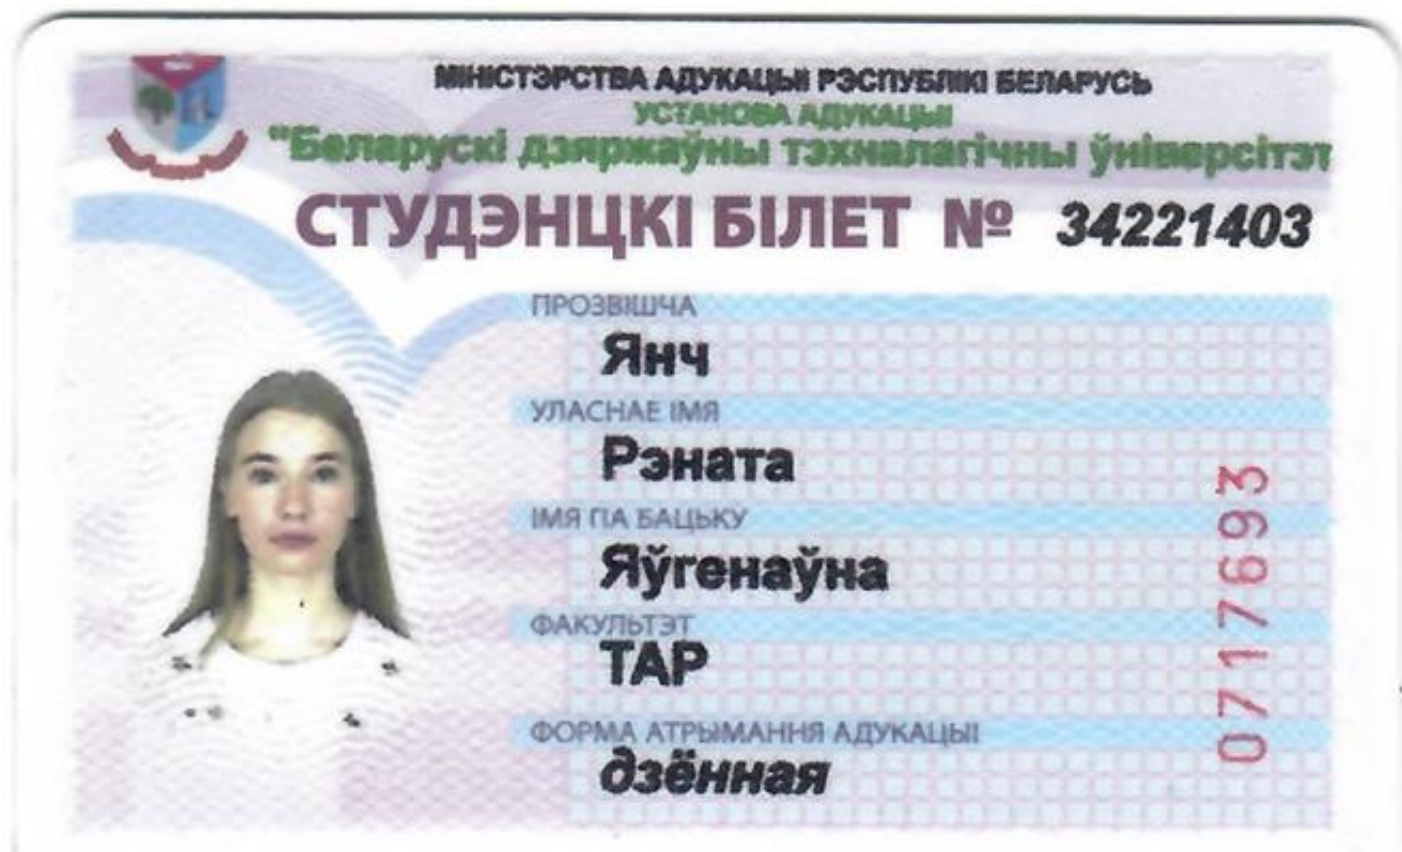 МІНІСТЭРСТВА АДУКАЦЫІ РЭСПУБЛІКІ БЕЛАРУСЬ
УСТАНОВА АДУКАЦЫІ
"Беларускі дзяржаўны тэхналагічны ўніверсітэт
СТУДЭНЦКІ БІЛЕТ № 34221403
ПРОЗВІШЧА
Янч
УЛАСНАЕ ІМЯ
Рэната
ІМЯ ПА БАЦЬКУ
Яўгенаўна
ФАКУЛЬТЭТ
ТАР
ФОРМА АТРЫМАННЯ АДУКАЦЫІ
дзённая
0717693